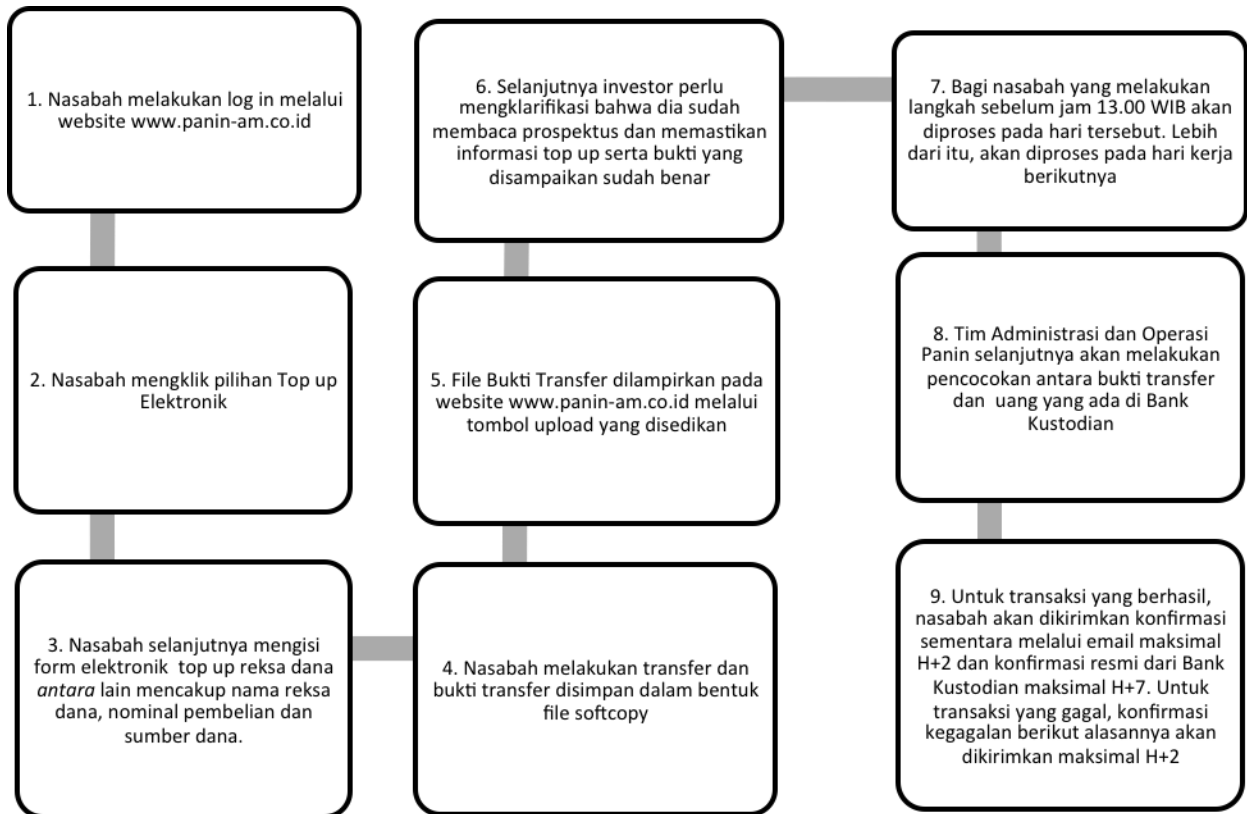 1. Nasabah melakukan log in melalui
website www.panin-am.co.id
2. Nasabah mengklik pilihan Top up
Elektronik
3. Nasabah selanjutnya mengisi
form elektronik top up reksa dana
antara lain mencakup nama reksa
dana, nominal pembelian dan
sumber dana.
4. Nasabah melakukan transfer dan
bukti transfer disimpan dalam bentuk
file softcopy
5. File Bukti Transfer dilampirkan pada
website www.panin-am.co.id melalui
tombol upload yang disedikan
6. Selanjutnya investor perlu
mengklarifikasi bahwa dia sudah
membaca prospektus dan memastikan
informasi top up serta bukti yang
disampaikan sudah benar
7. Bagi nasabah yang melakukan
langkah sebelum jam 13.00 WIB akan
diproses pada hari tersebut. Lebih
dari itu, akan diproses pada hari kerja
berikutnya
8. Tim Administrasi dan Operasi
Panin selanjutnya akan melakukan
pencocokan antara bukti transfer
dan uang yang ada di Bank
Kustodian
9. Untuk transaksi yang berhasil,
nasabah akan dikirimkan konfirmasi
sementara melalui email maksimal
H+2 dan konfirmasi resmi dari Bank
Kustodian maksimal H+7. Untuk
transaksi yang gagal, konfirmasi
kegagalan berikut alasannya akan
dikirimkan maksimal H+2